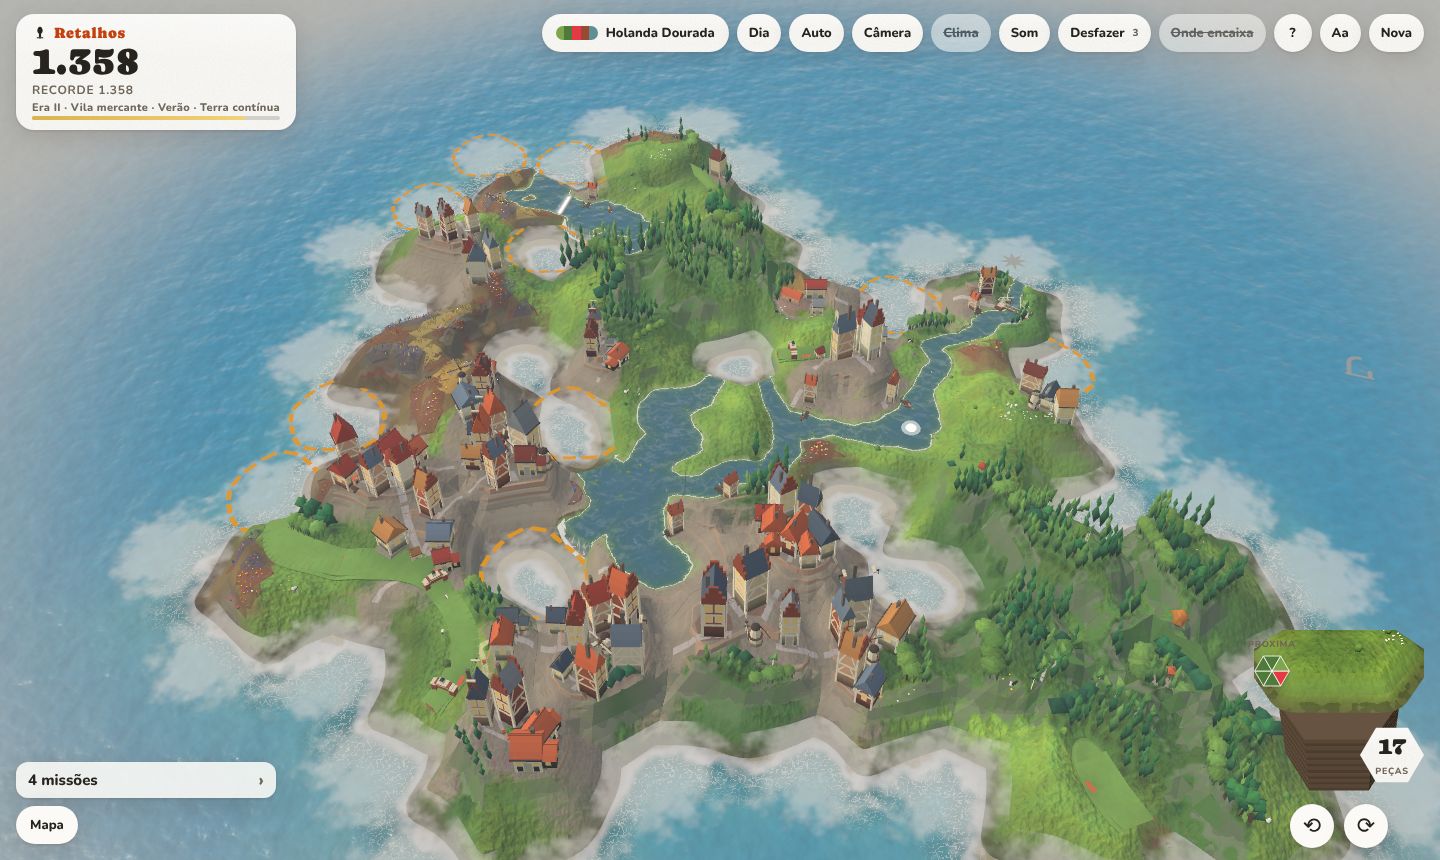 Retalhos
1.358
RECORDE 1.358
Era II · Vila mercante · Verão · Terra contínua
Holanda Dourada
Dia
Auto
Câmera
Clima
Som
Desfazer 3
Onde encaixa
?
Aa
Nova
PRÓXIMA
17
PEÇAS
4 missões ›
Mapa